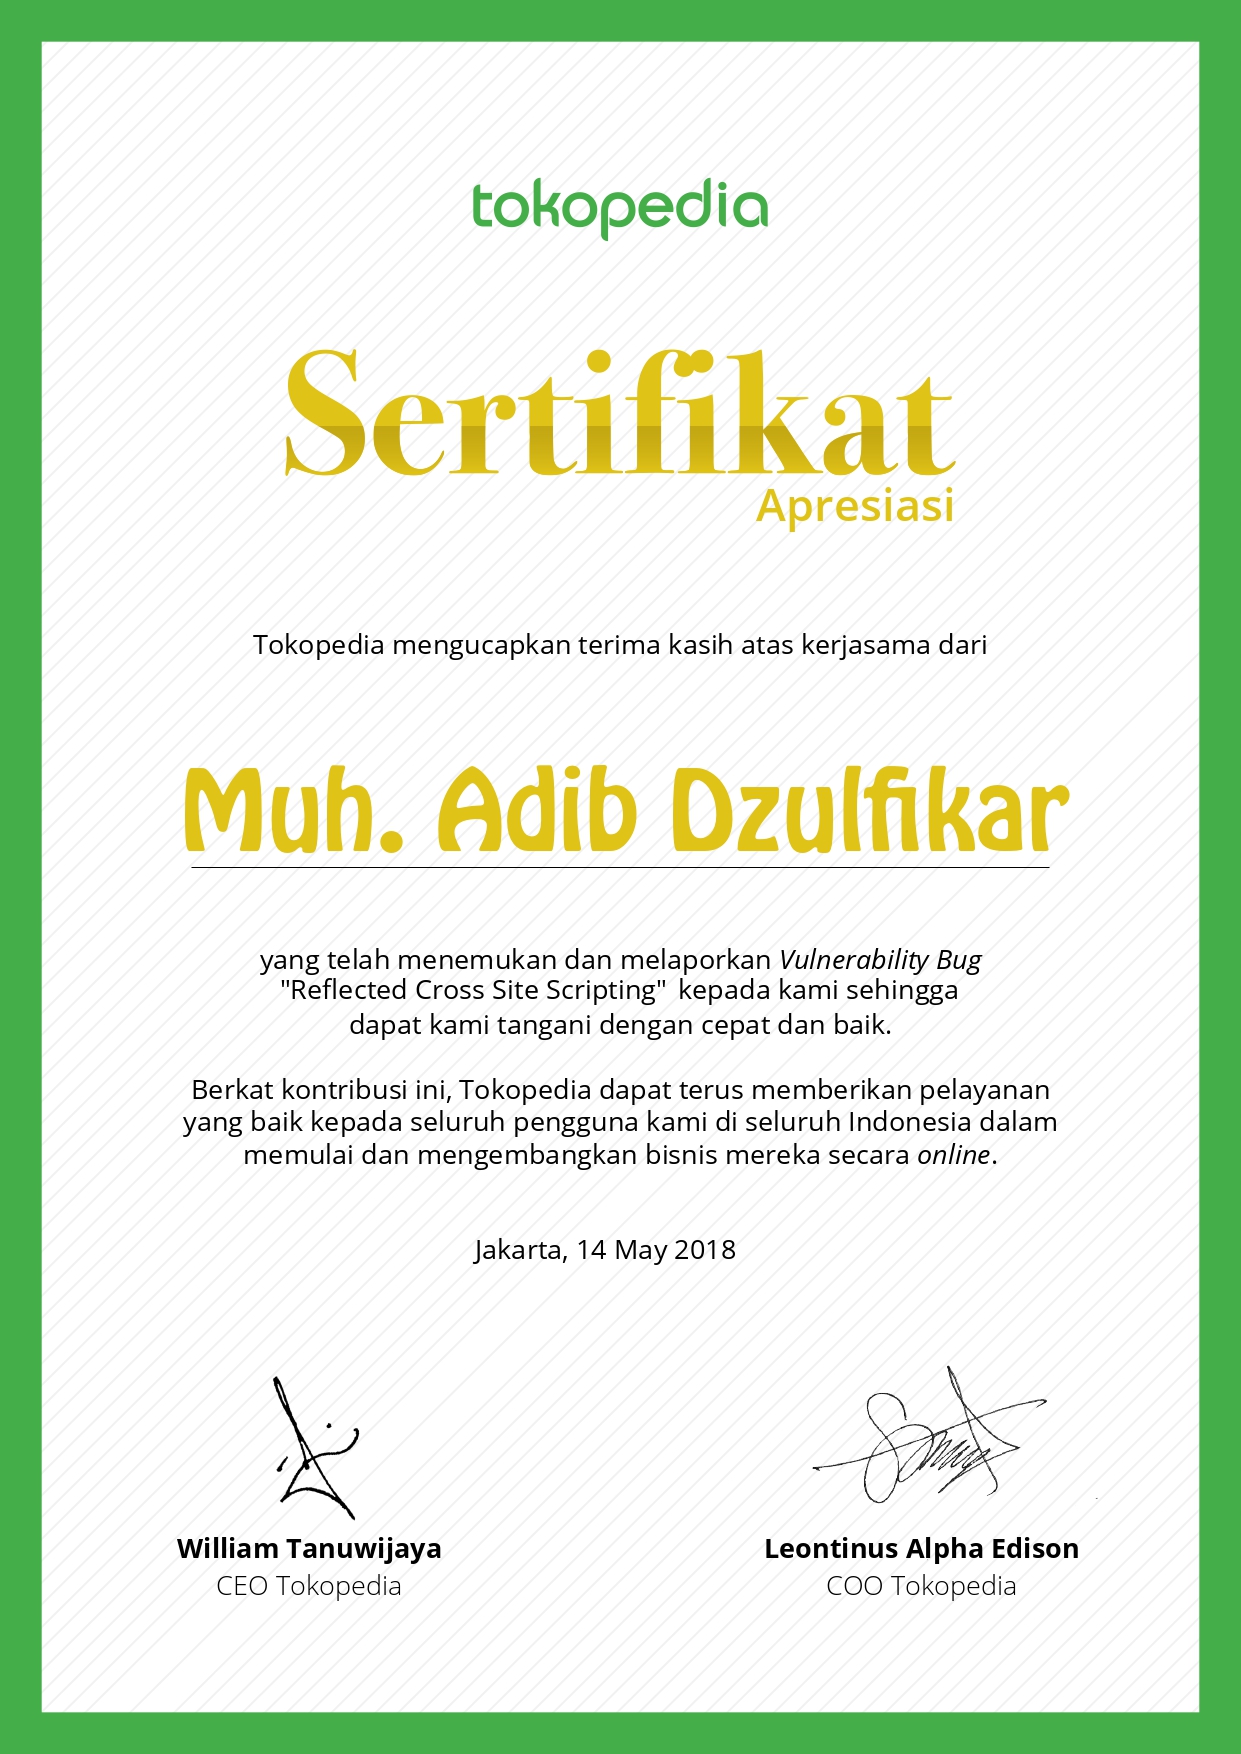 tokopedia
Sertifikat
Apresiasi
Tokopedia mengucapkan terima kasih atas kerjasama dari
Muh. Adib Dzulfikar
yang telah menemukan dan melaporkan Vulnerability Bug
"Reflected Cross Site Scripting" kepada kami sehingga
dapat kami tangani dengan cepat dan baik.
Berkat kontribusi ini, Tokopedia dapat terus memberikan pelayanan
yang baik kepada seluruh pengguna kami di seluruh Indonesia dalam
memulai dan mengembangkan bisnis mereka secara online.
Jakarta, 14 May 2018
William Tanuwijaya
CEO Tokopedia
Leontinus Alpha Edison
COO Tokopedia